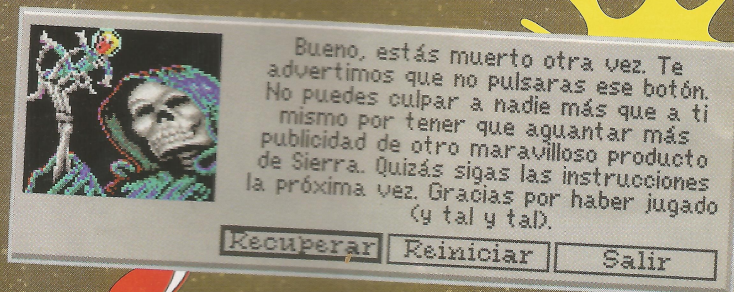 Bueno, estás muerto otra vez. Te
advertimos que no pulsaras ese botón.
No puedes culpar a nadie más que a ti
mismo por tener que aguantar más
publicidad de otro maravilloso producto
de Sierra. Quizás sigas las instrucciones
la próxima vez. Gracias por haber jugado
(y tal y tal).
Recuperar Reiniciar Salir